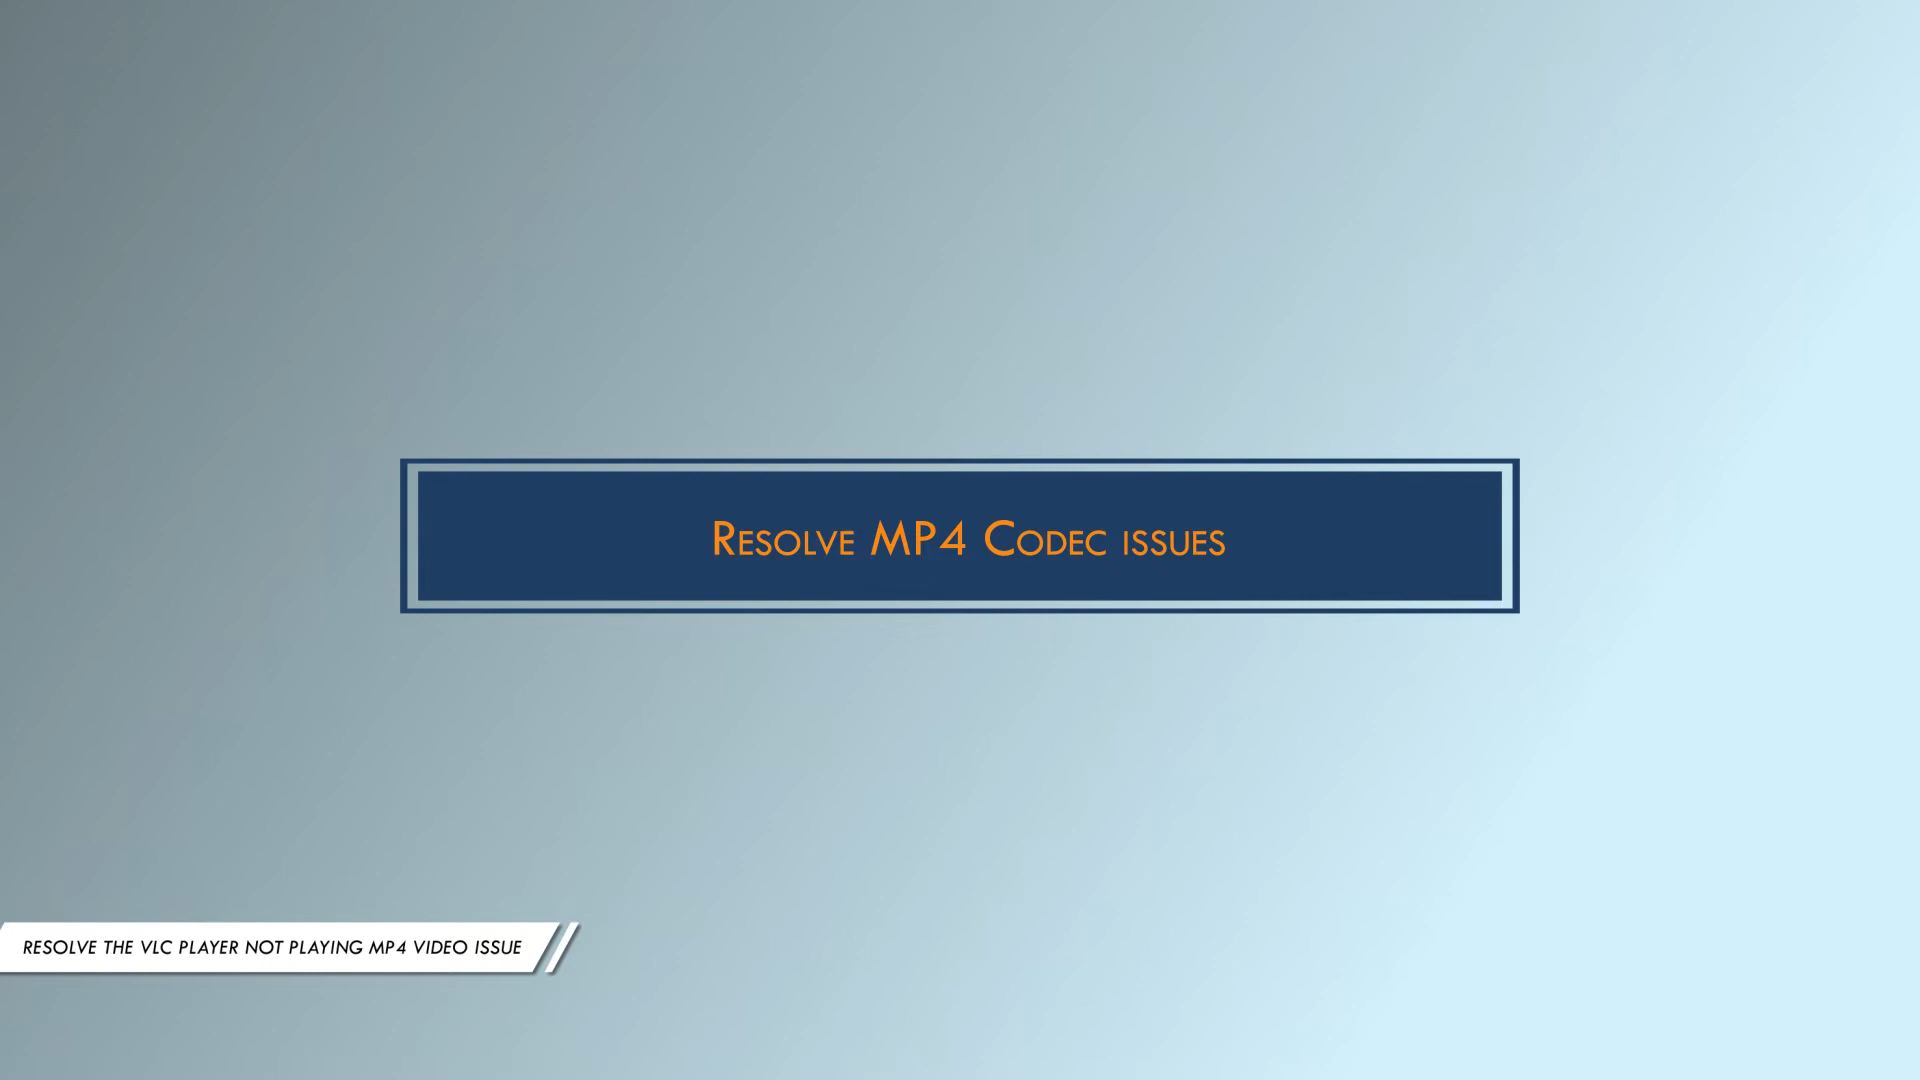 Resolve MP4 Codec issues
RESOLVE THE VLC PLAYER NOT PLAYING MP4 VIDEO ISSUE